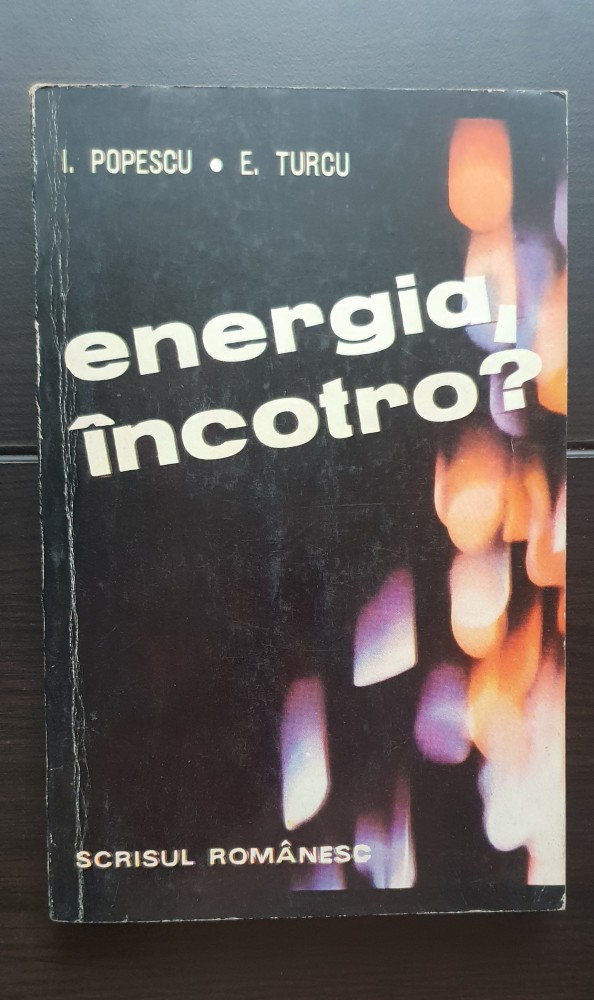 I. POPESCU • E. TURCU
energia,
încotro?
SCRISUL ROMÂNESC